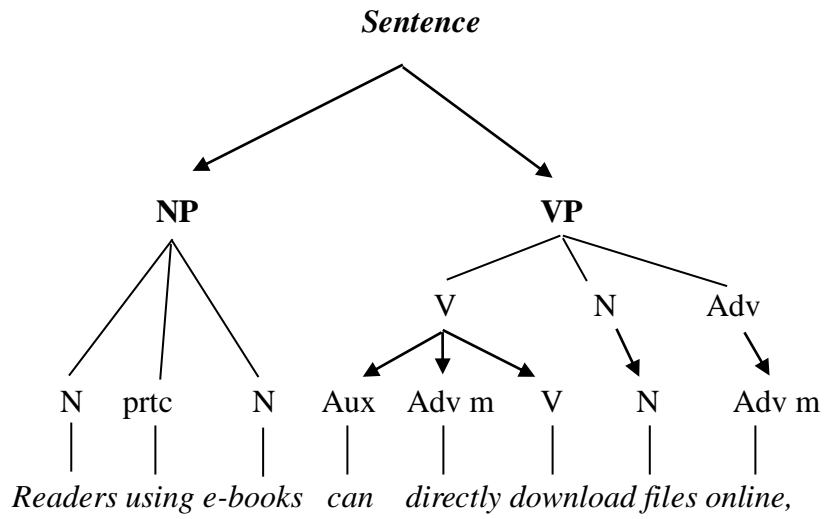 Sentence
NP VP
V N Adv
N prtc N Aux Adv m V N Adv m
Readers using e-books can directly download files online,